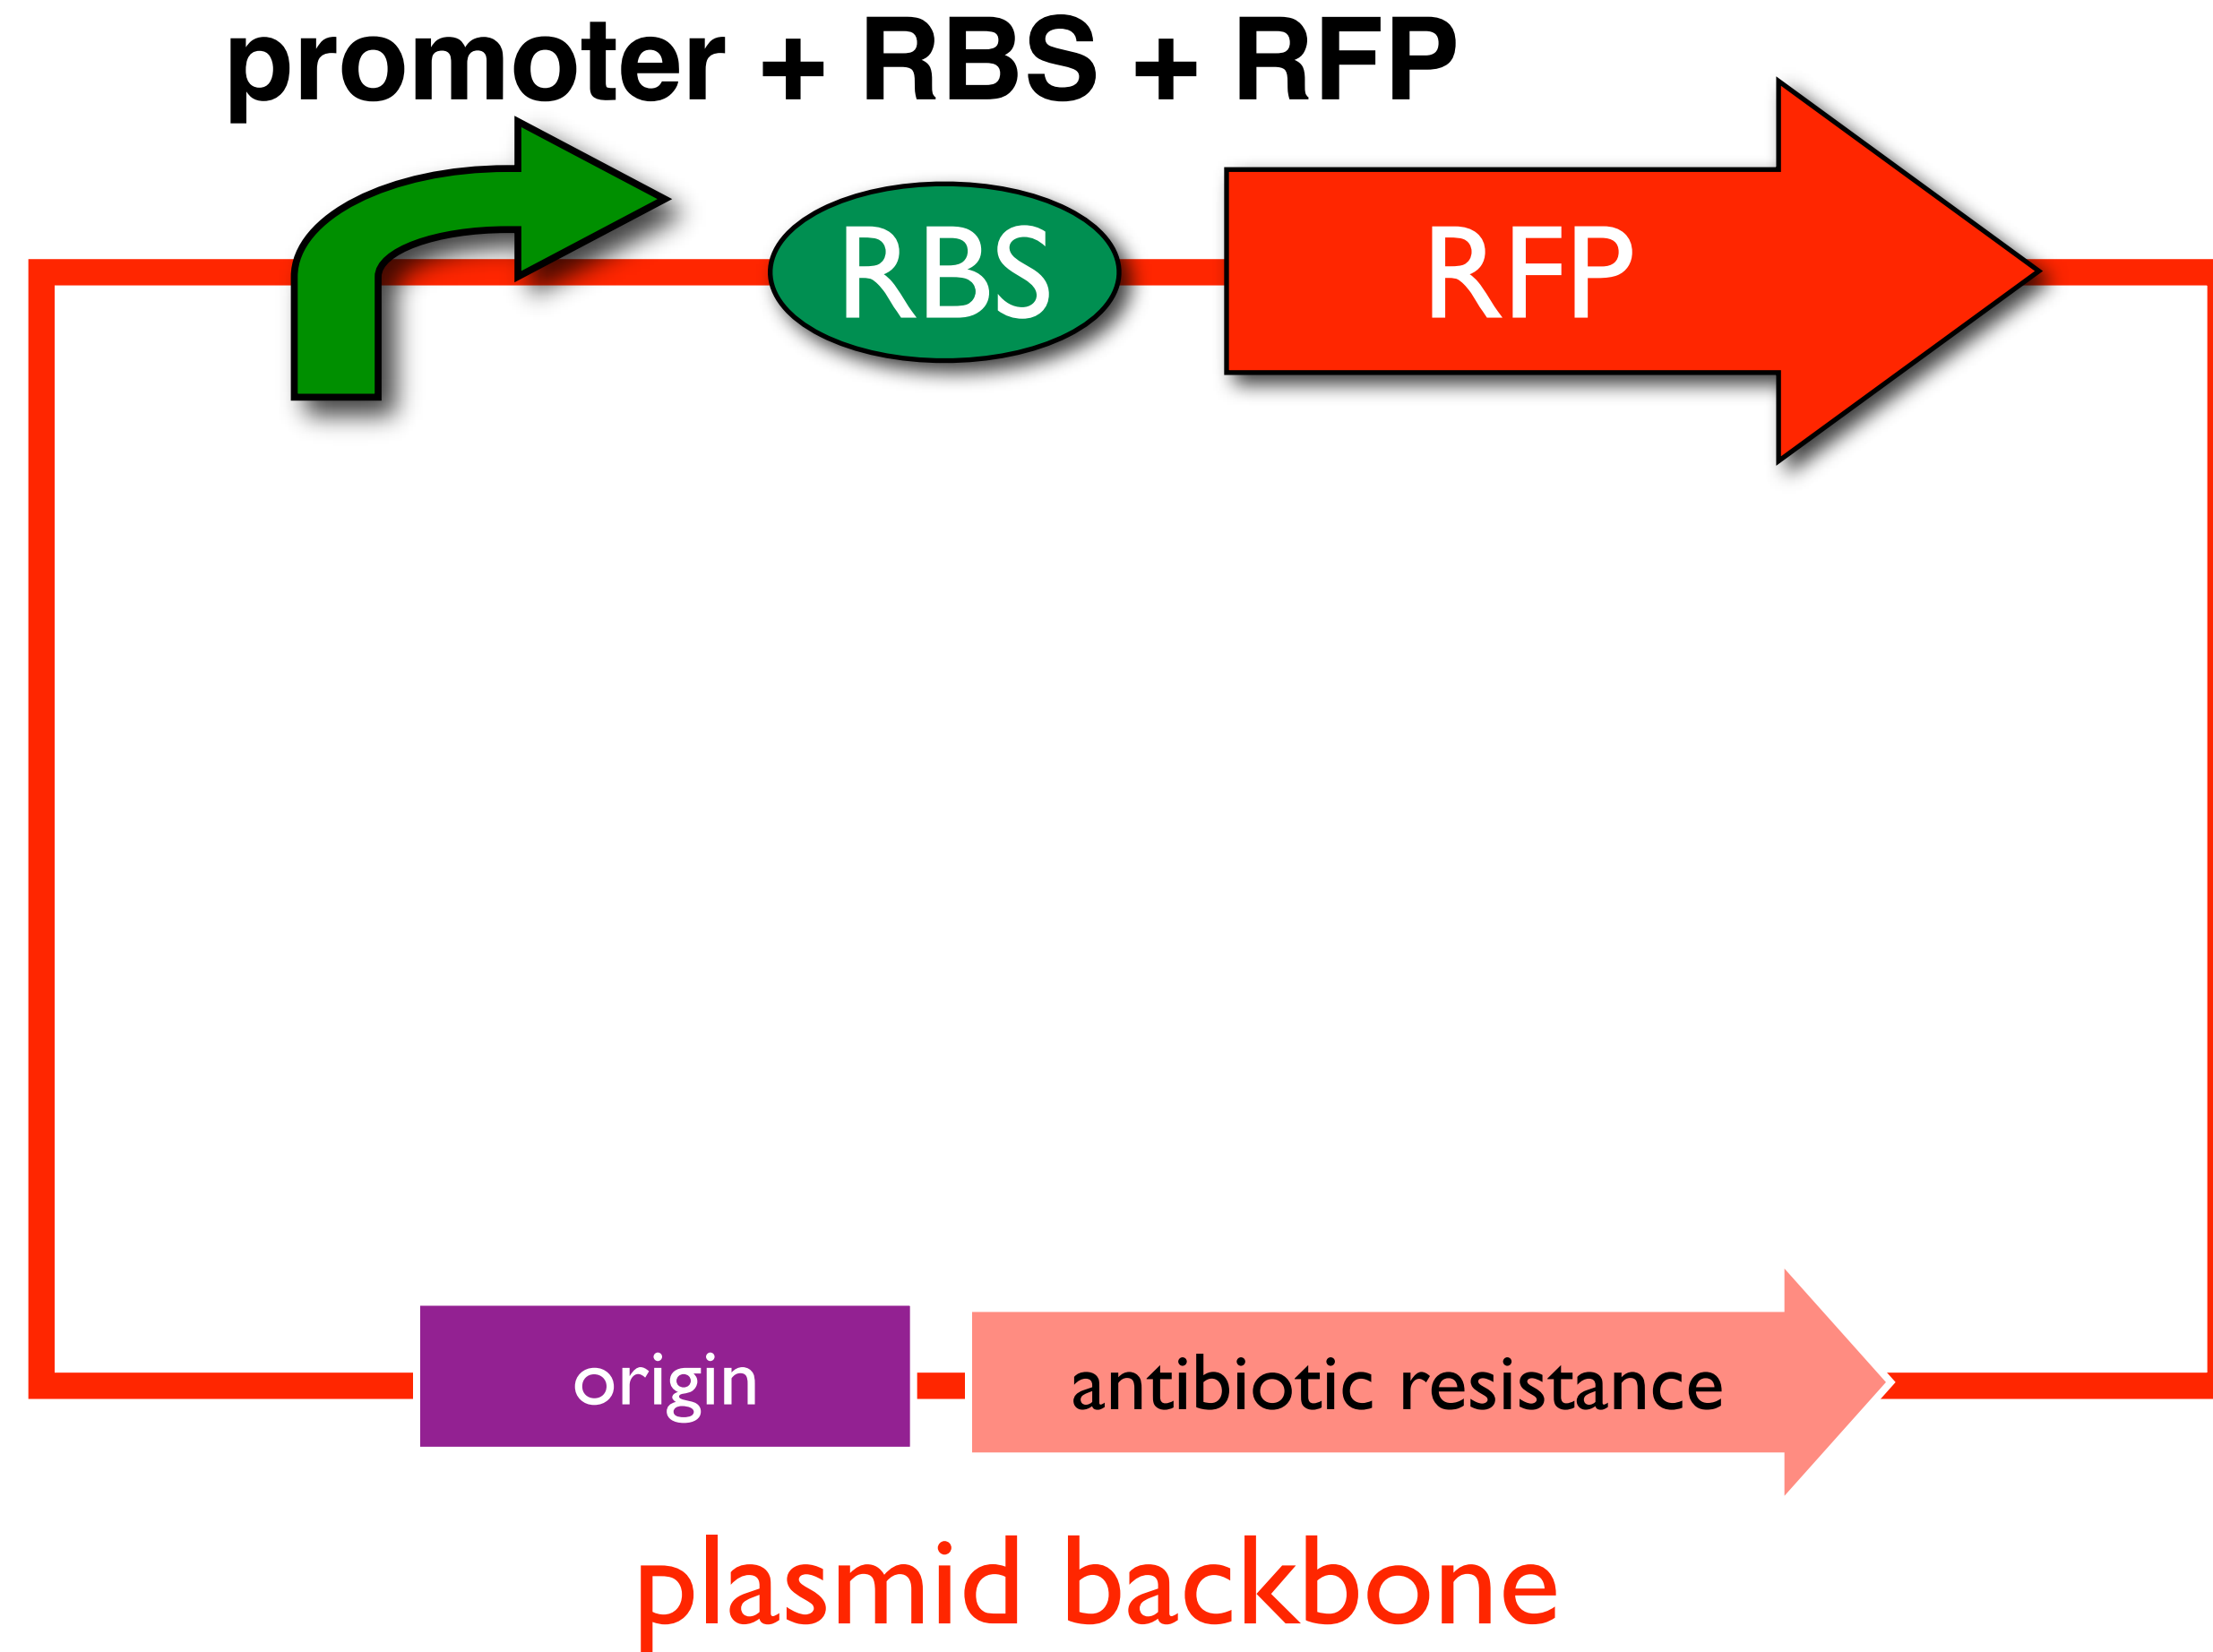 promoter + RBS + RFP
RBS
RFP
origin
antibiotic resistance
plasmid backbone